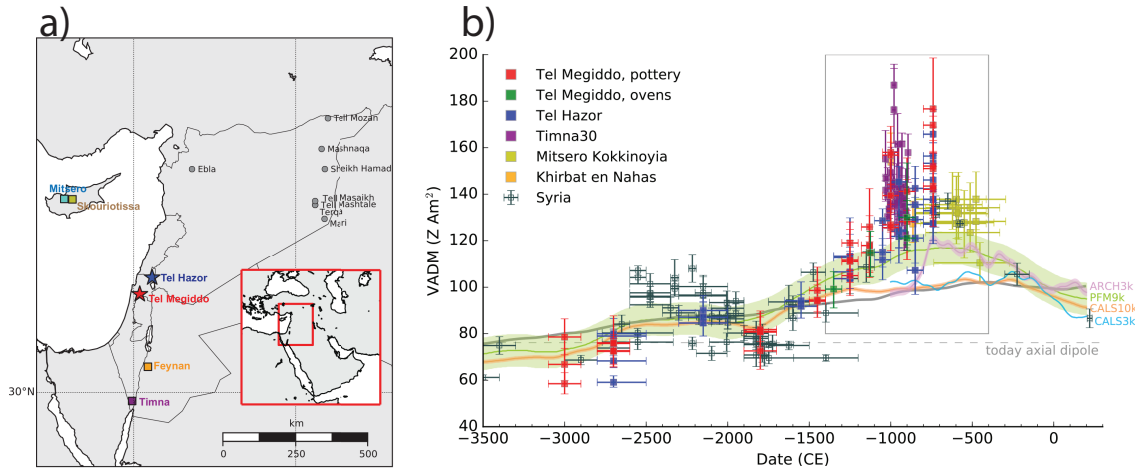 a)
Tell Mozan
Mashnaqa
Ebla
Sheikh Hamad
Mitsero
Skouriotissa
Tell Masaikh
Tell Mashtale
Terqa
Mari
Tel Hazor
Tel Megiddo
Feynan
30°N
Timna
km
0 250 500
b)
VADM (Z Am²)
200
180
160
140
120
100
80
60
40
Tel Megiddo, pottery
Tel Megiddo, ovens
Tel Hazor
Timna30
Mitsero Kokkinoyia
Khirbat en Nahas
Syria
ARCH3k
PFM9k
CALS10k
CALS3k
today axial dipole
−3500 −3000 −2500 −2000 −1500 −1000 −500 0
Date (CE)